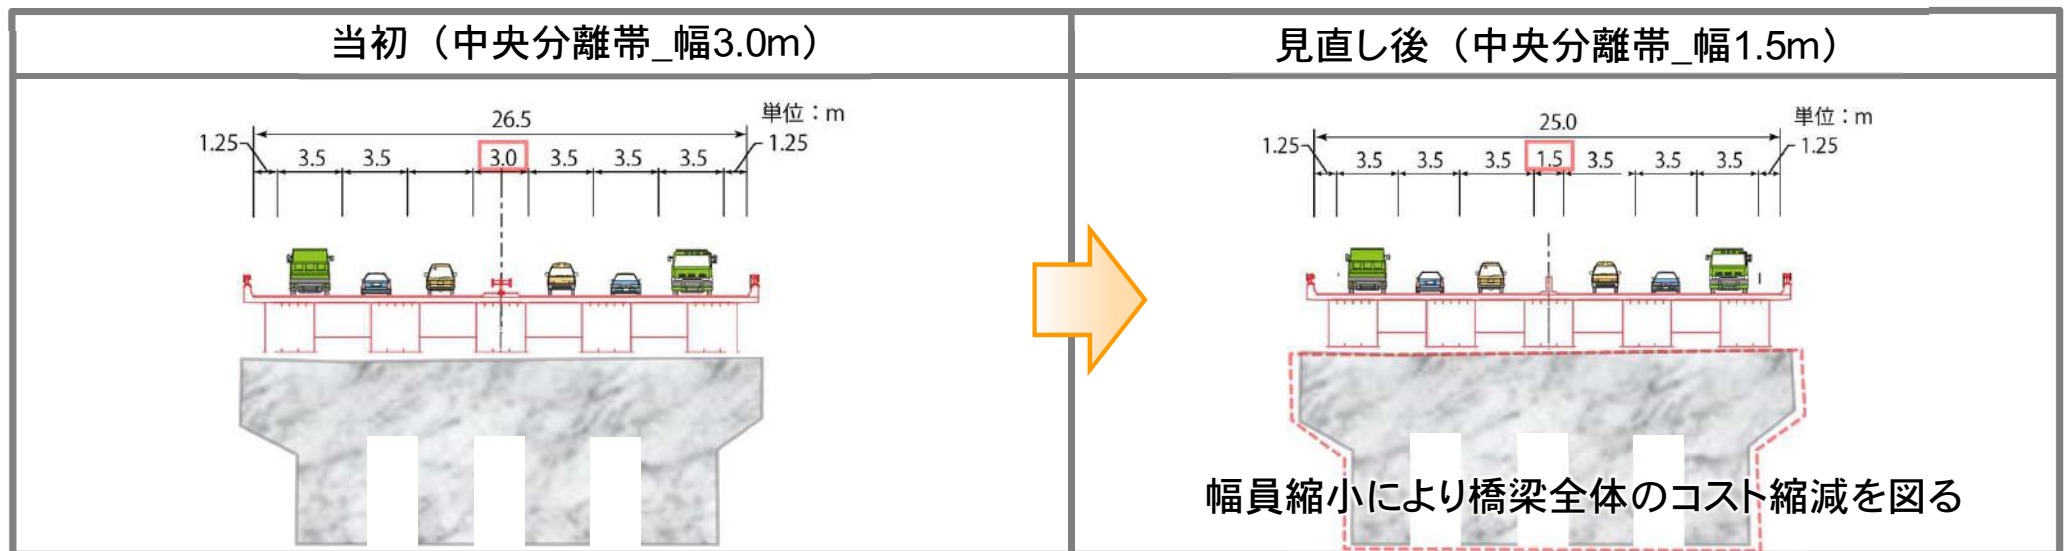 当初（中央分離帯_幅3.0m）
見直し後（中央分離帯_幅1.5m）
単位：m
26.5
1.25 3.5 3.5 3.0 3.5 3.5 3.5 1.25
単位：m
25.0
1.25 3.5 3.5 3.5 1.5 3.5 3.5 3.5 1.25
幅員縮小により橋梁全体のコスト縮減を図る